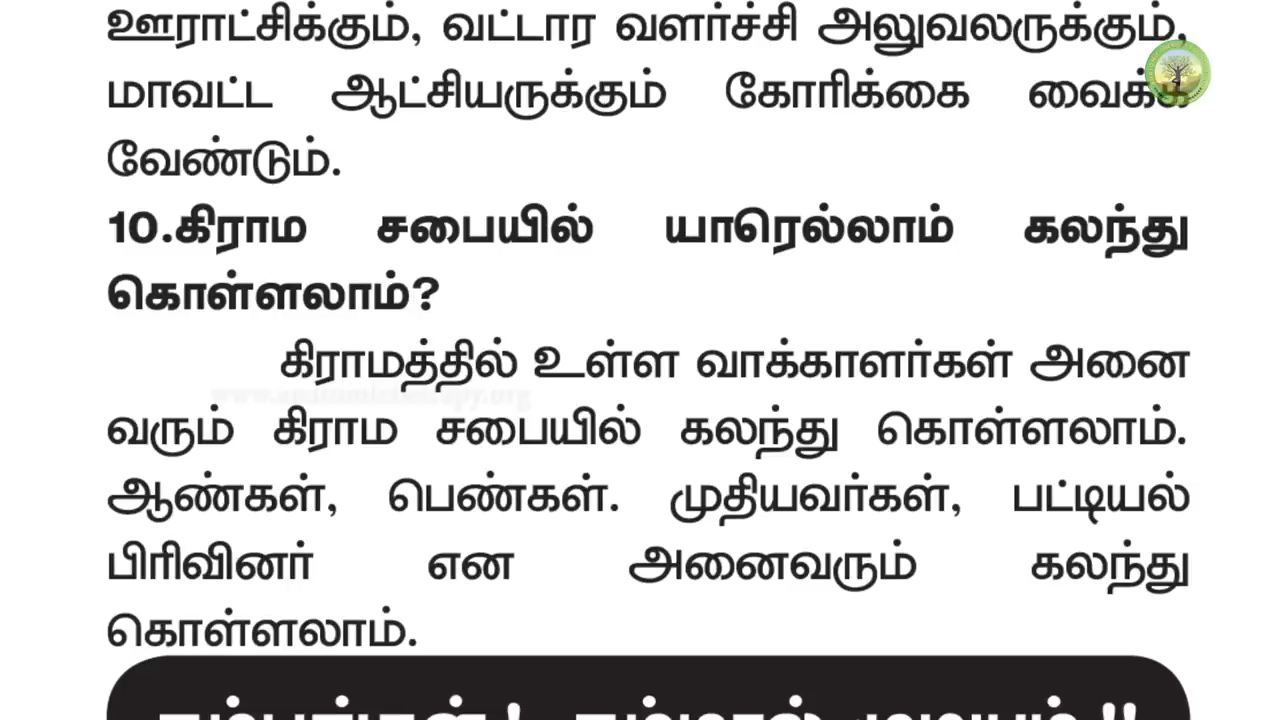 ஊராட்சிக்கும், வட்டார வளர்ச்சி அலுவலருக்கும்,
மாவட்ட ஆட்சியருக்கும் கோரிக்கை வைக்க
வேண்டும்.
10.கிராம சபையில் யாரெல்லாம் கலந்து
கொள்ளலாம்?
கிராமத்தில் உள்ள வாக்காளர்கள் அனை
வரும் கிராம சபையில் கலந்து கொள்ளலாம்.
ஆண்கள், பெண்கள். முதியவர்கள், பட்டியல்
பிரிவினர் என அனைவரும் கலந்து
கொள்ளலாம்.